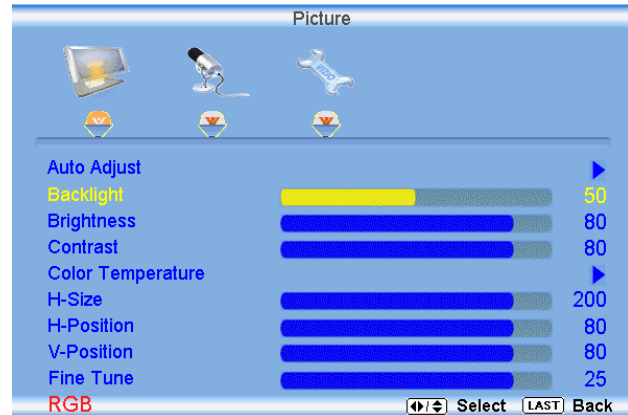 Picture
VIZIO
Auto Adjust
Backlight 50
Brightness 80
Contrast 80
Color Temperature
H-Size 200
H-Position 80
V-Position 80
Fine Tune 25
RGB Select LAST Back